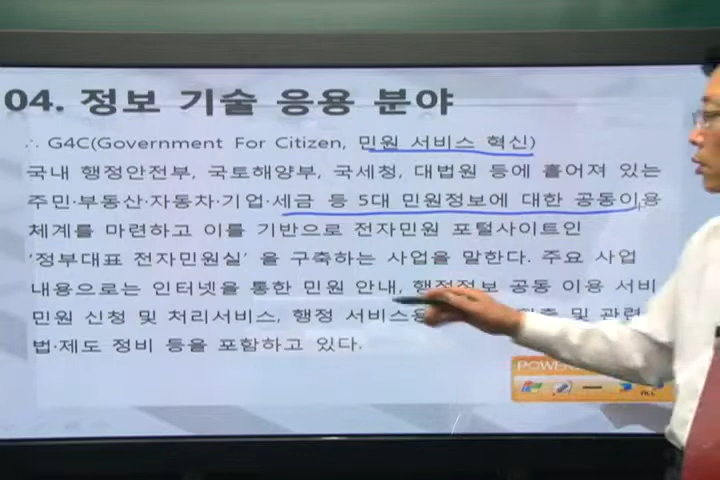 04. 정보 기술 응용 분야
∴ G4C(Government For Citizen, 민원 서비스 혁신)
국내 행정안전부, 국토해양부, 국세청, 대법원 등에 흩어져 있는
주민·부동산·자동차·기업·세금 등 5대 민원정보에 대한 공동이용
체계를 마련하고 이를 기반으로 전자민원 포털사이트인
'정부대표 전자민원실' 을 구축하는 사업을 말한다. 주요 사업
내용으로는 인터넷을 통한 민원 안내, 행정정보 공동 이용 서비
민원 신청 및 처리서비스, 행정 서비스용 및 관련
법·제도 정비 등을 포함하고 있다.